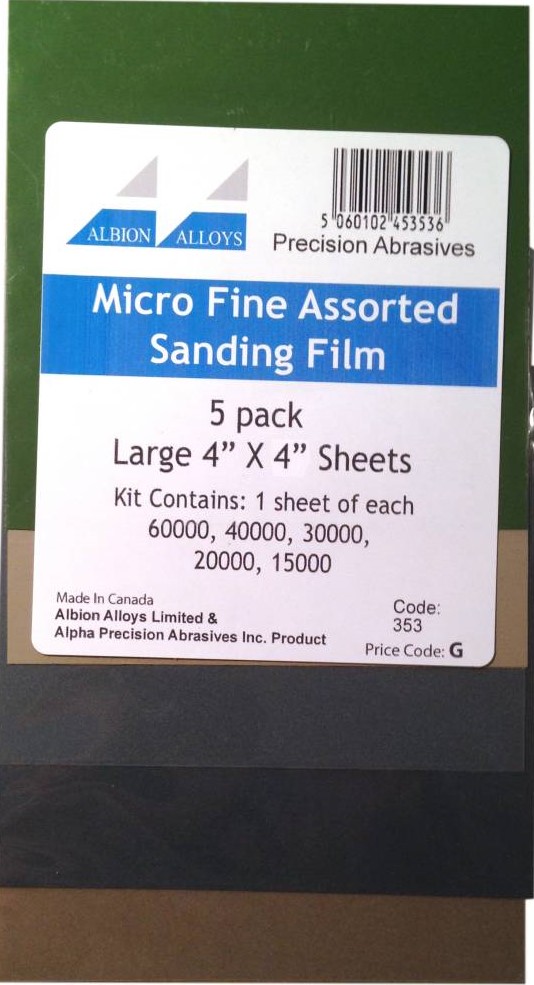 ALBION ALLOYS
5 060102 453536
Precision Abrasives
Micro Fine Assorted
Sanding Film
5 pack
Large 4” X 4” Sheets
Kit Contains: 1 sheet of each
60000, 40000, 30000,
20000, 15000
Made In Canada
Albion Alloys Limited &
Alpha Precision Abrasives Inc. Product
Code:
353
Price Code: G